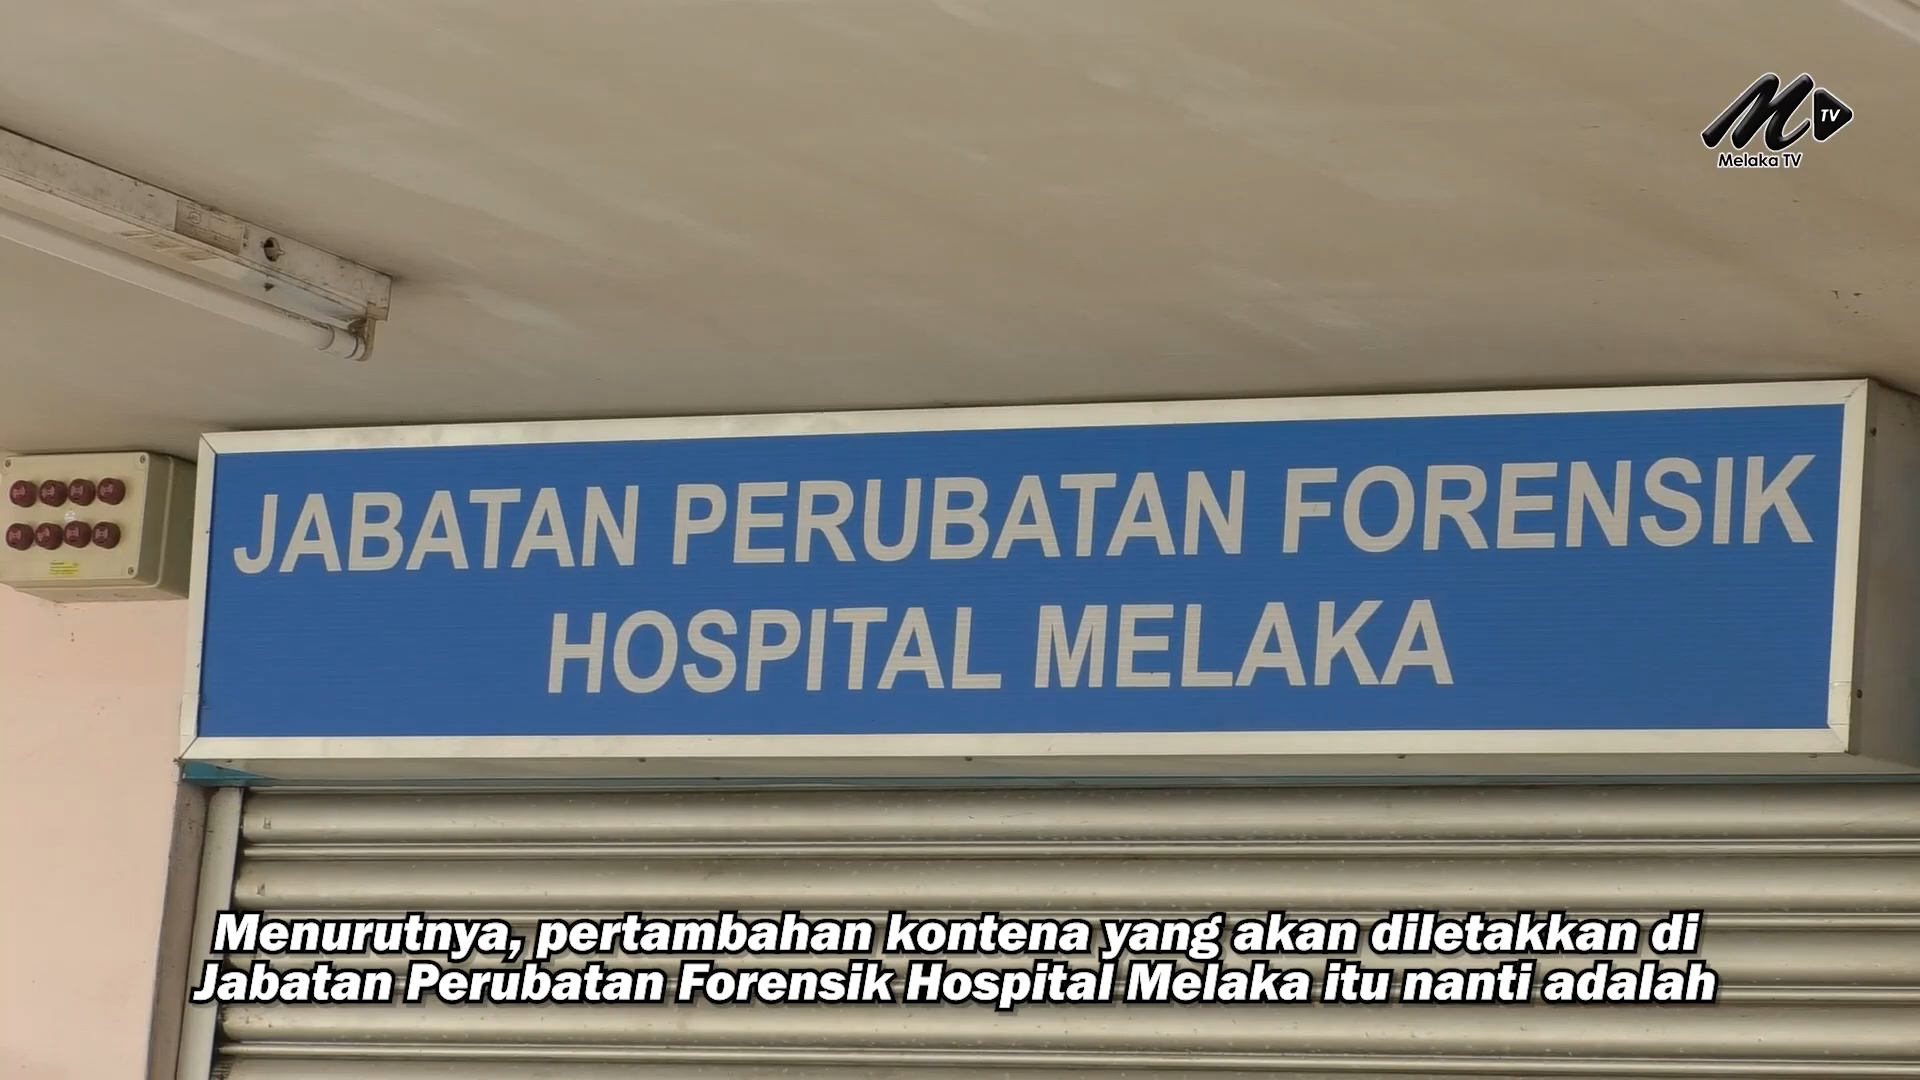 TV
Melaka TV
JABATAN PERUBATAN FORENSIK
HOSPITAL MELAKA
Menurutnya, pertambahan kontena yang akan diletakkan di
Jabatan Perubatan Forensik Hospital Melaka itu nanti adalah